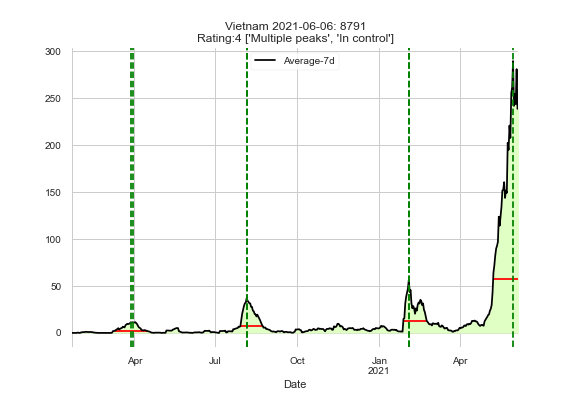 Vietnam 2021-06-06: 8791
Rating:4 ['Multiple peaks', 'In control']
Average-7d
300
250
200
150
100
50
0
Apr Jul Oct Jan Apr
2021
Date